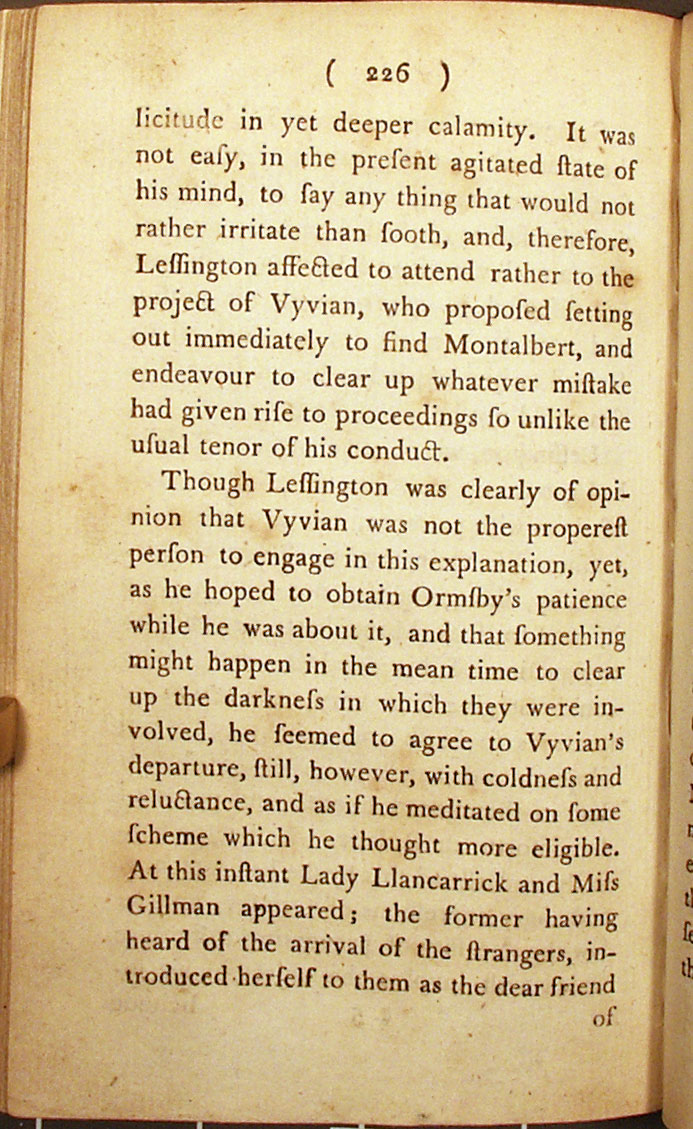 ( 226 )
licitude in yet deeper calamity. It was
not eaſy, in the preſent agitated ſtate of
his mind, to ſay any thing that would not
rather irritate than ſooth, and, therefore,
Leſſington affected to attend rather to the
project of Vyvian, who propoſed ſetting
out immediately to find Montalbert, and
endeavour to clear up whatever miſtake
had given riſe to proceedings ſo unlike the
uſual tenor of his conduct.
Though Leſſington was clearly of opi-
nion that Vyvian was not the propereſt
perſon to engage in this explanation, yet,
as he hoped to obtain Ormſby's patience
while he was about it, and that ſomething
might happen in the mean time to clear
up the darkneſs in which they were in-
volved, he ſeemed to agree to Vyvian's
departure, ſtill, however, with coldneſs and
reluctance, and as if he meditated on ſome
ſcheme which he thought more eligible.
At this inſtant Lady Llancarrick and Miſs
Gillman appeared; the former having
heard of the arrival of the ſtrangers, in-
troduced herſelf to them as the dear friend
of